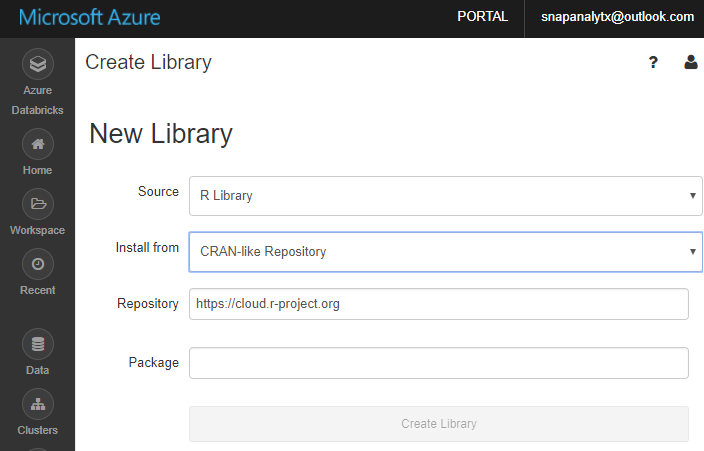 Microsoft Azure
PORTAL
snapanalytx@outlook.com
Azure
Databricks
Home
Workspace
Recent
Data
Clusters
Create Library
?
New Library
Source
R Library
Install from
CRAN-like Repository
Repository
https://cloud.r-project.org
Package
Create Library